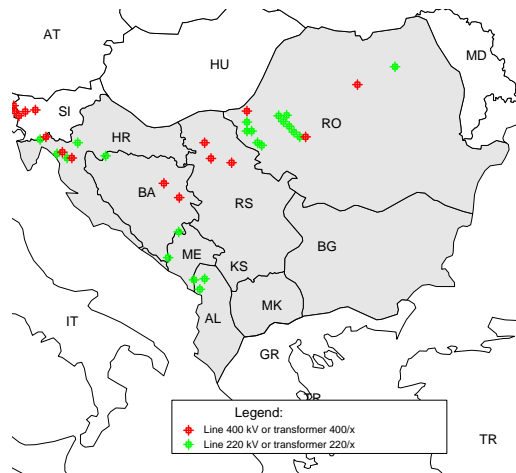 AT
MD
HU
SI
HR
RO
BA
RS
ME
KS
BG
IT
AL
MK
GR
TR
Legend:
Line 400 kV or transformer 400/x
Line 220 kV or transformer 220/x
TR